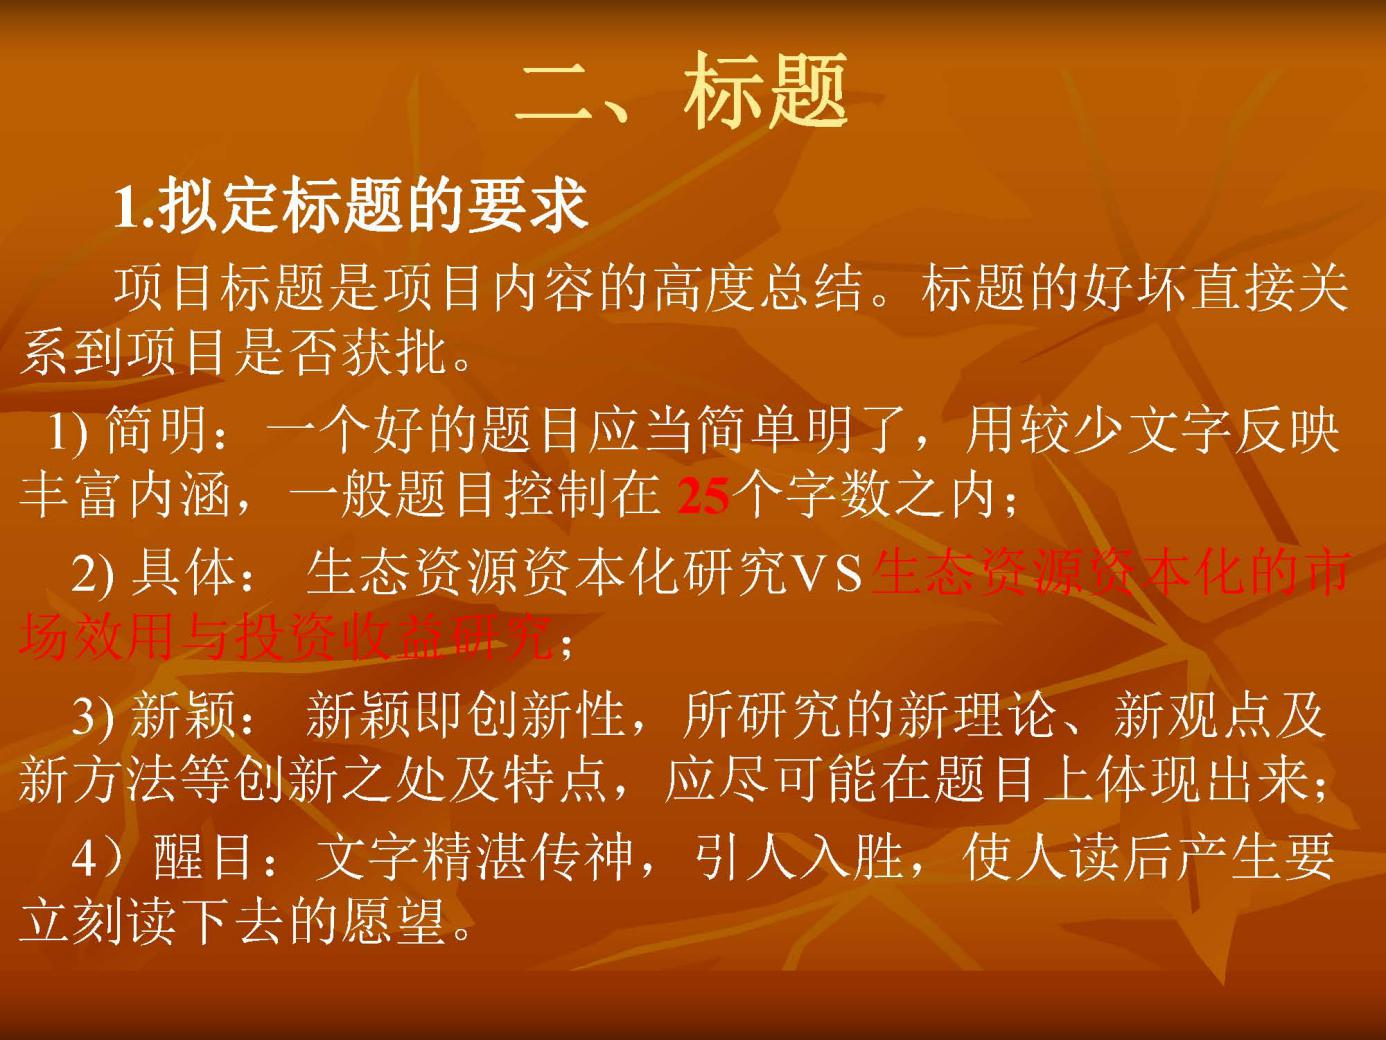 二、标题
1.拟定标题的要求
项目标题是项目内容的高度总结。标题的好坏直接关
系到项目是否获批。
1) 简明：一个好的题目应当简单明了，用较少文字反映
丰富内涵，一般题目控制在 25个字数之内；
2) 具体： 生态资源资本化研究VS生态资源资本化的市
场效用与投资收益研究；
3) 新颖： 新颖即创新性，所研究的新理论、新观点及
新方法等创新之处及特点，应尽可能在题目上体现出来；
4）醒目：文字精湛传神，引人入胜，使人读后产生要
立刻读下去的愿望。